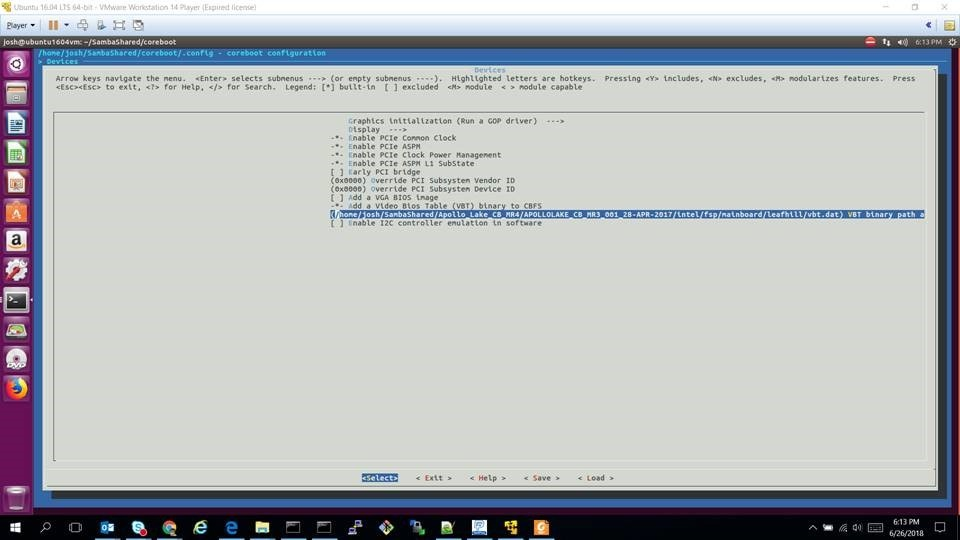 Ubuntu 16.04 LTS 64-bit - VMware Workstation 14 Player (Expired license)
Player
josh@ubuntu1604vm: ~/SambaShared/coreboot
6:13 PM
/home/josh/SambaShared/coreboot/.config - coreboot configuration
> Devices
Devices
Arrow keys navigate the menu. <Enter> selects submenus ---> (or empty submenus ----). Highlighted letters are hotkeys. Pressing <Y> includes, <N> excludes, <M> modularizes features. Press
<Esc><Esc> to exit, <?> for Help, </> for Search. Legend: [*] built-in [ ] excluded <M> module < > module capable
Graphics initialization (Run a GOP driver) --->
Display --->
-*- Enable PCIe Common Clock
-*- Enable PCIe ASPM
-*- Enable PCIe Clock Power Management
-*- Enable PCIe ASPM L1 SubState
[ ] Early PCI bridge
(0x0000) Override PCI Subsystem Vendor ID
(0x0000) Override PCI Subsystem Device ID
[ ] Add a VGA BIOS image
-*- Add a Video Bios Table (VBT) binary to CBFS
(/home/josh/SambaShared/Apollo_Lake_CB_MR4/APOLLOLAKE_CB_MR3_001_28-APR-2017/intel/fsp/mainboard/leafhill/vbt.dat) VBT binary path a
[ ] Enable I2C controller emulation in software
<Select> < Exit > < Help > < Save > < Load >
6:13 PM
6/26/2018